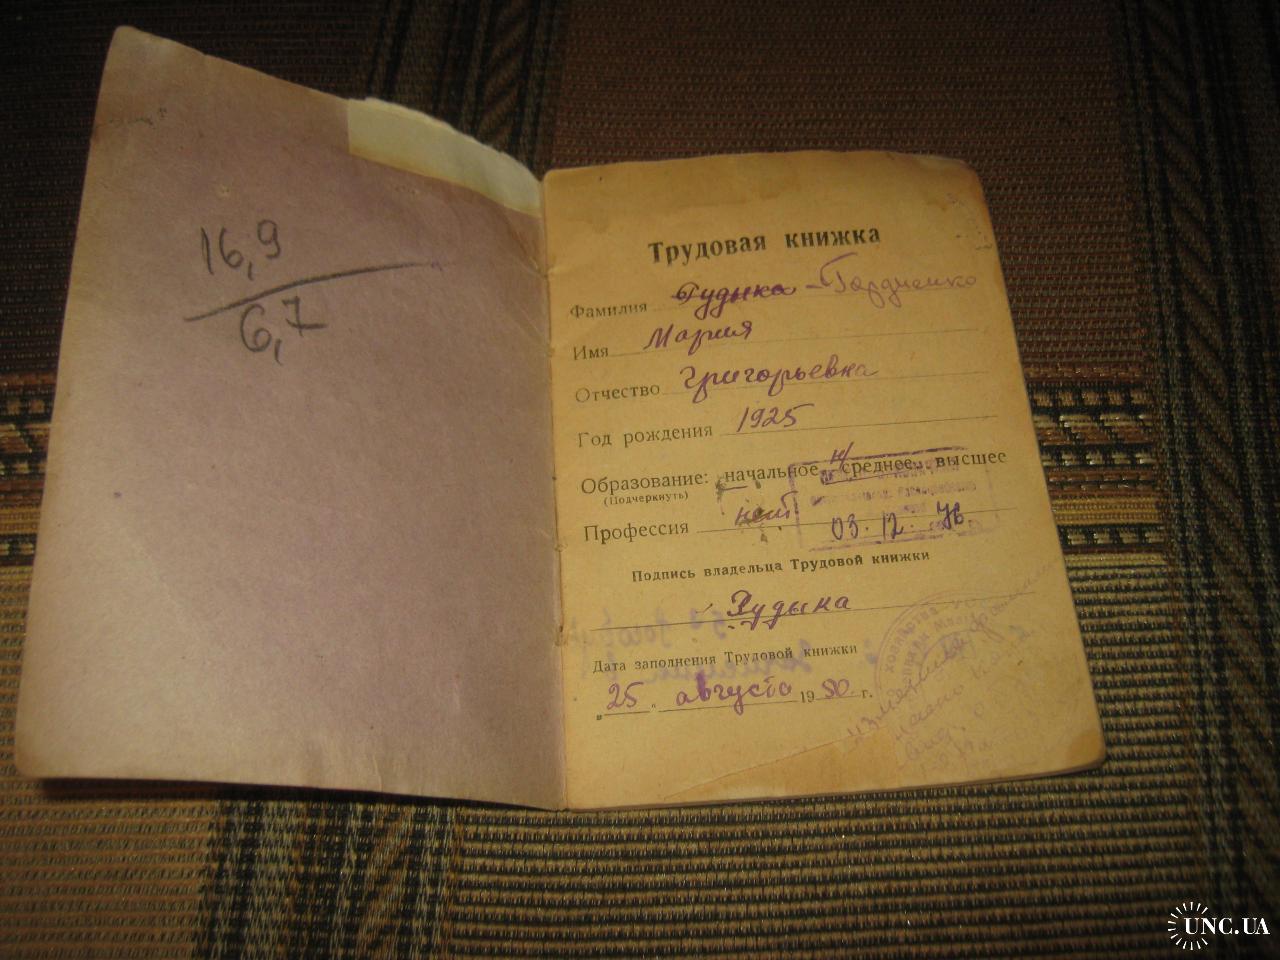 16,9
6,7
Трудовая книжка
Фамилия Рудыка - Гордиенко
Имя Мария
Отчество Григорьевна
Год рождения 1925
Образование: начальное, н/среднее, высшее
(Подчеркнуть)
Профессия нет
03. 12. 76
Подпись владельца Трудовой книжки
Рудыка
Дата заполнения Трудовой книжки
„25“ августа 1950 г.
UNC.UA